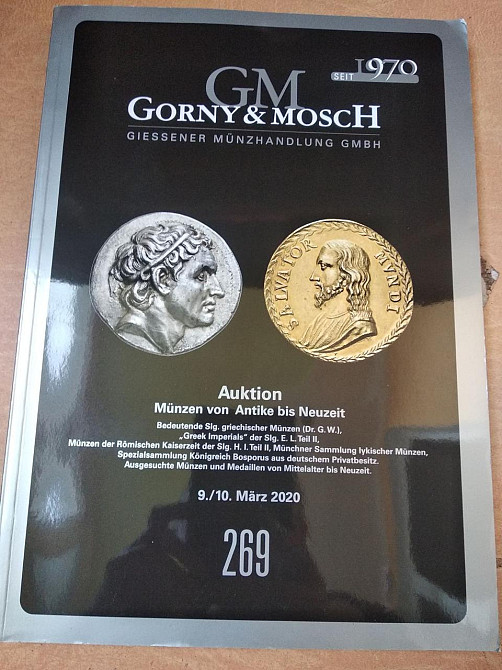 GM
SEIT 1970
GORNY & MOSCH
GIESSENER MÜNZHANDLUNG GMBH
SALVATOR MUNDI
Auktion
Münzen von Antike bis Neuzeit
Bedeutende Slg. griechischer Münzen (Dr. G. W.),
„Greek Imperials“ der Slg. E. L. Teil II,
Münzen der Römischen Kaiserzeit der Slg. H. I. Teil II, Münchner Sammlung lykischer Münzen,
Spezialsammlung Königreich Bosporus aus deutschem Privatbesitz.
Ausgesuchte Münzen und Medaillen von Mittelalter bis Neuzeit.
9./10. März 2020
269